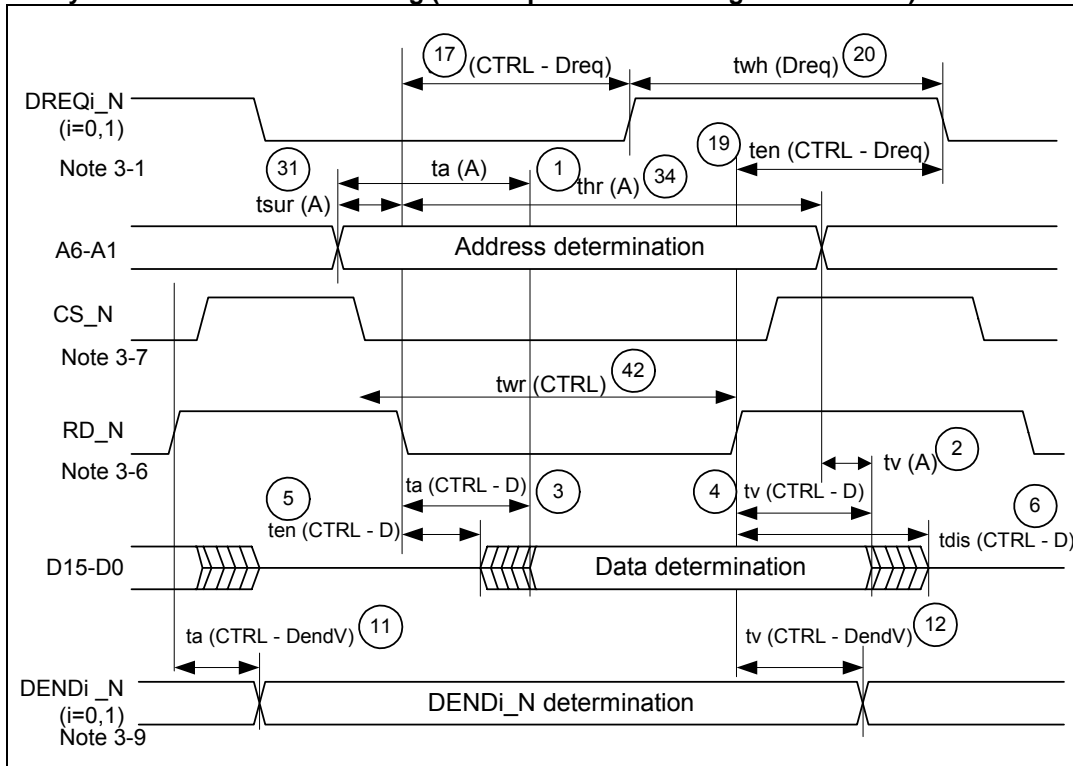 17 (CTRL - Dreq)
twh (Dreq) 20
DREQi_N
(i=0,1)
Note 3-1
19
ten (CTRL - Dreq)
31
ta (A)
1
thr (A) 34
tsur (A)
A6-A1
Address determination
CS_N
Note 3-7
twr (CTRL) 42
RD_N
Note 3-6
tv (A) 2
5
ta (CTRL - D) 3
4
tv (CTRL - D)
6
ten (CTRL - D)
tdis (CTRL - D)
D15-D0
Data determination
ta (CTRL - DendV) 11
tv (CTRL - DendV) 12
DENDi _N
(i=0,1)
Note 3-9
DENDi_N determination